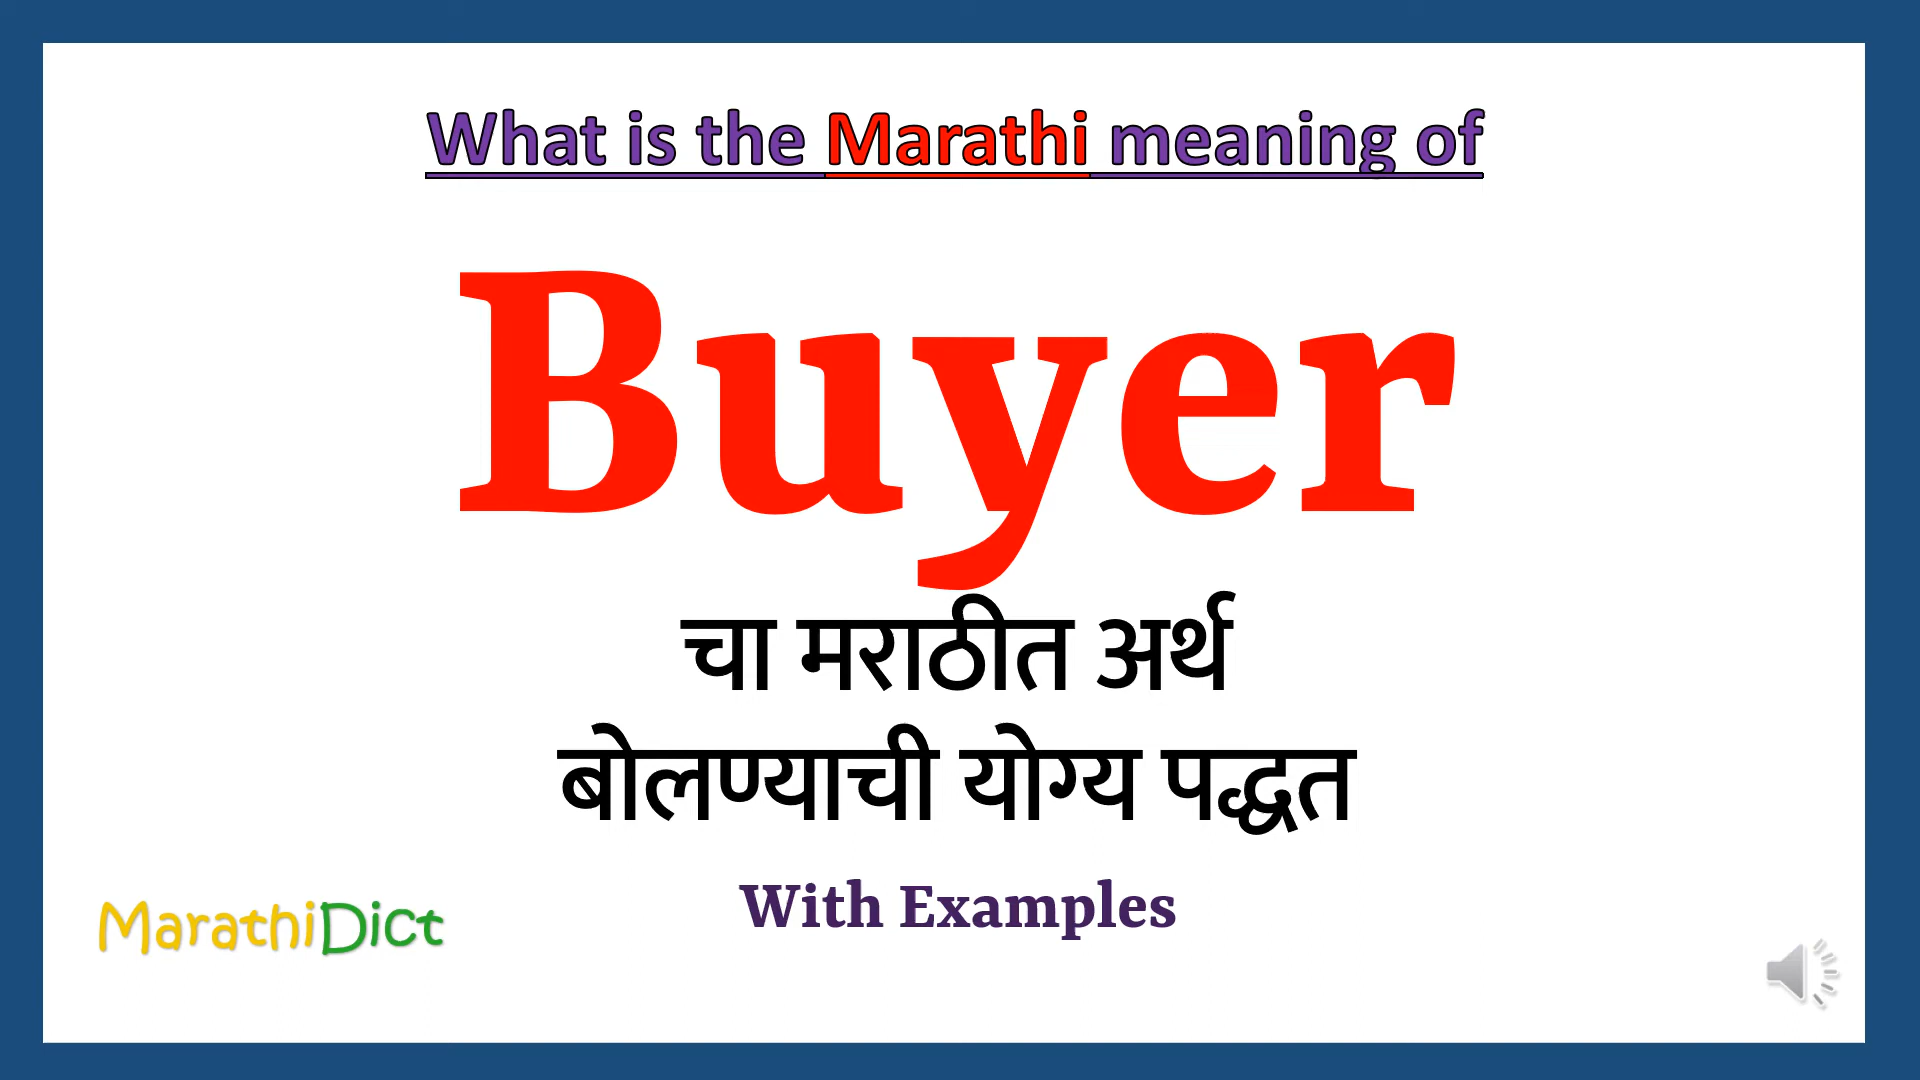 What is the Marathi meaning of
Buyer
चा मराठीत अर्थ
बोलण्याची योग्य पद्धत
With Examples
MarathiDict